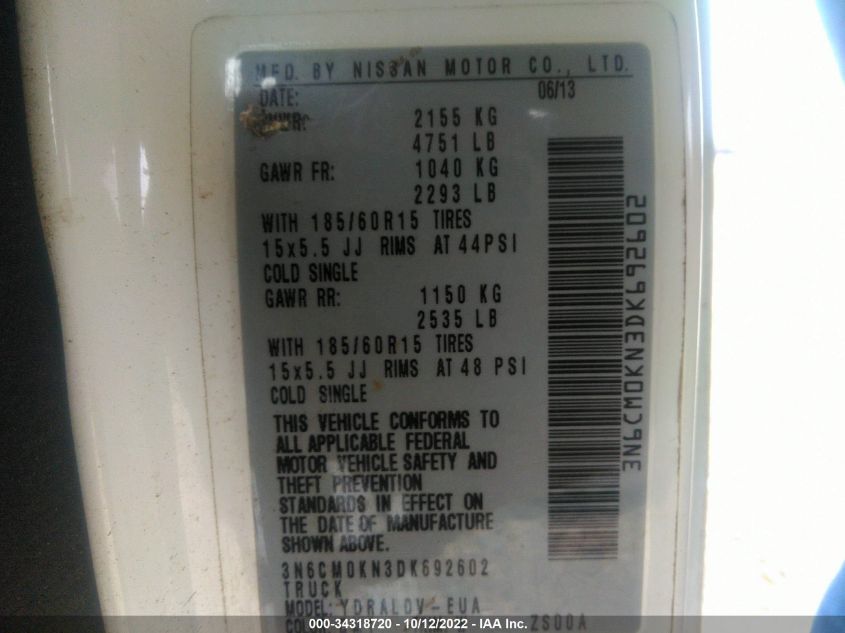 MFD. BY NISSAN MOTOR CO., LTD.
DATE: 06/13
2155 KG
4751 LB
GAWR FR: 1040 KG
2293 LB
WITH 185/60R15 TIRES
15x5.5 JJ RIMS AT 44PSI
COLD SINGLE
GAWR RR: 1150 KG
2535 LB
WITH 185/60R15 TIRES
15x5.5 JJ RIMS AT 48 PSI
COLD SINGLE
THIS VEHICLE CONFORMS TO
ALL APPLICABLE FEDERAL
MOTOR VEHICLE SAFETY AND
THEFT PREVENTION
STANDARDS IN EFFECT ON
THE DATE OF MANUFACTURE
SHOWN ABOVE.
3N6CM0KN3DK692602
TRUCK
MODEL: YDRALDV-EUA
ZS00A
3N6CM0KN3DK692602
000-34318720 - 10/12/2022 - IAA Inc.